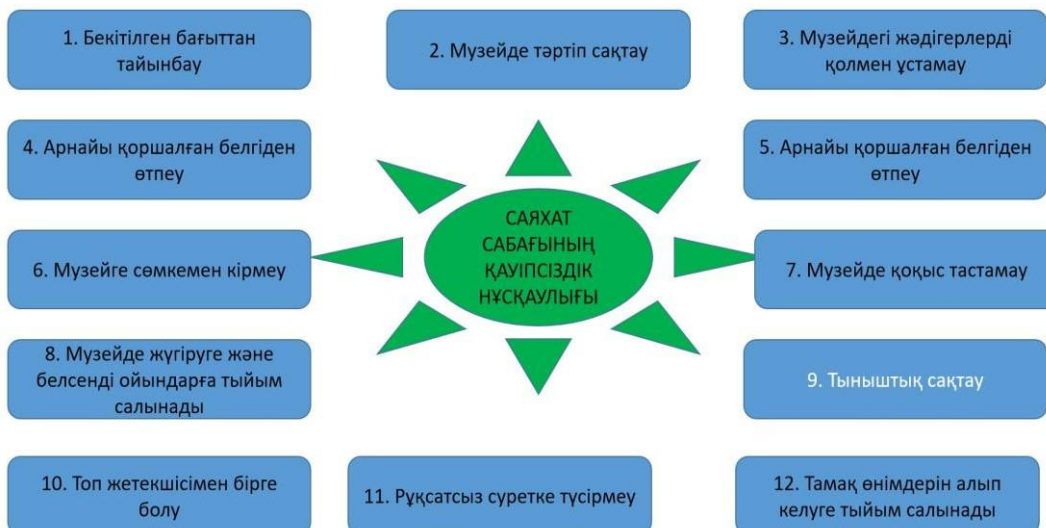 1. Бекітілген бағыттан
тайынбау
2. Музейде тәртіп сақтау
3. Музейдегі жәдігерлерді
қолмен ұстамау
4. Арнайы қоршалған белгіден
өтпеу
5. Арнайы қоршалған белгіден
өтпеу
САЯХАТ
САБАҒЫНЫҢ
ҚАУІПСІЗДІК
НҰСҚАУЛЫҒЫ
6. Музейге сөмкемен кірмеу
7. Музейде қоқыс тастамау
8. Музейде жүгіруге және
белсенді ойындарға тыйым
салынады
9. Тыныштық сақтау
10. Топ жетекшісімен бірге
болу
11. Рұқсатсыз суретке түсірмеу
12. Тамақ өнімдерін алып
келуге тыйым салынады